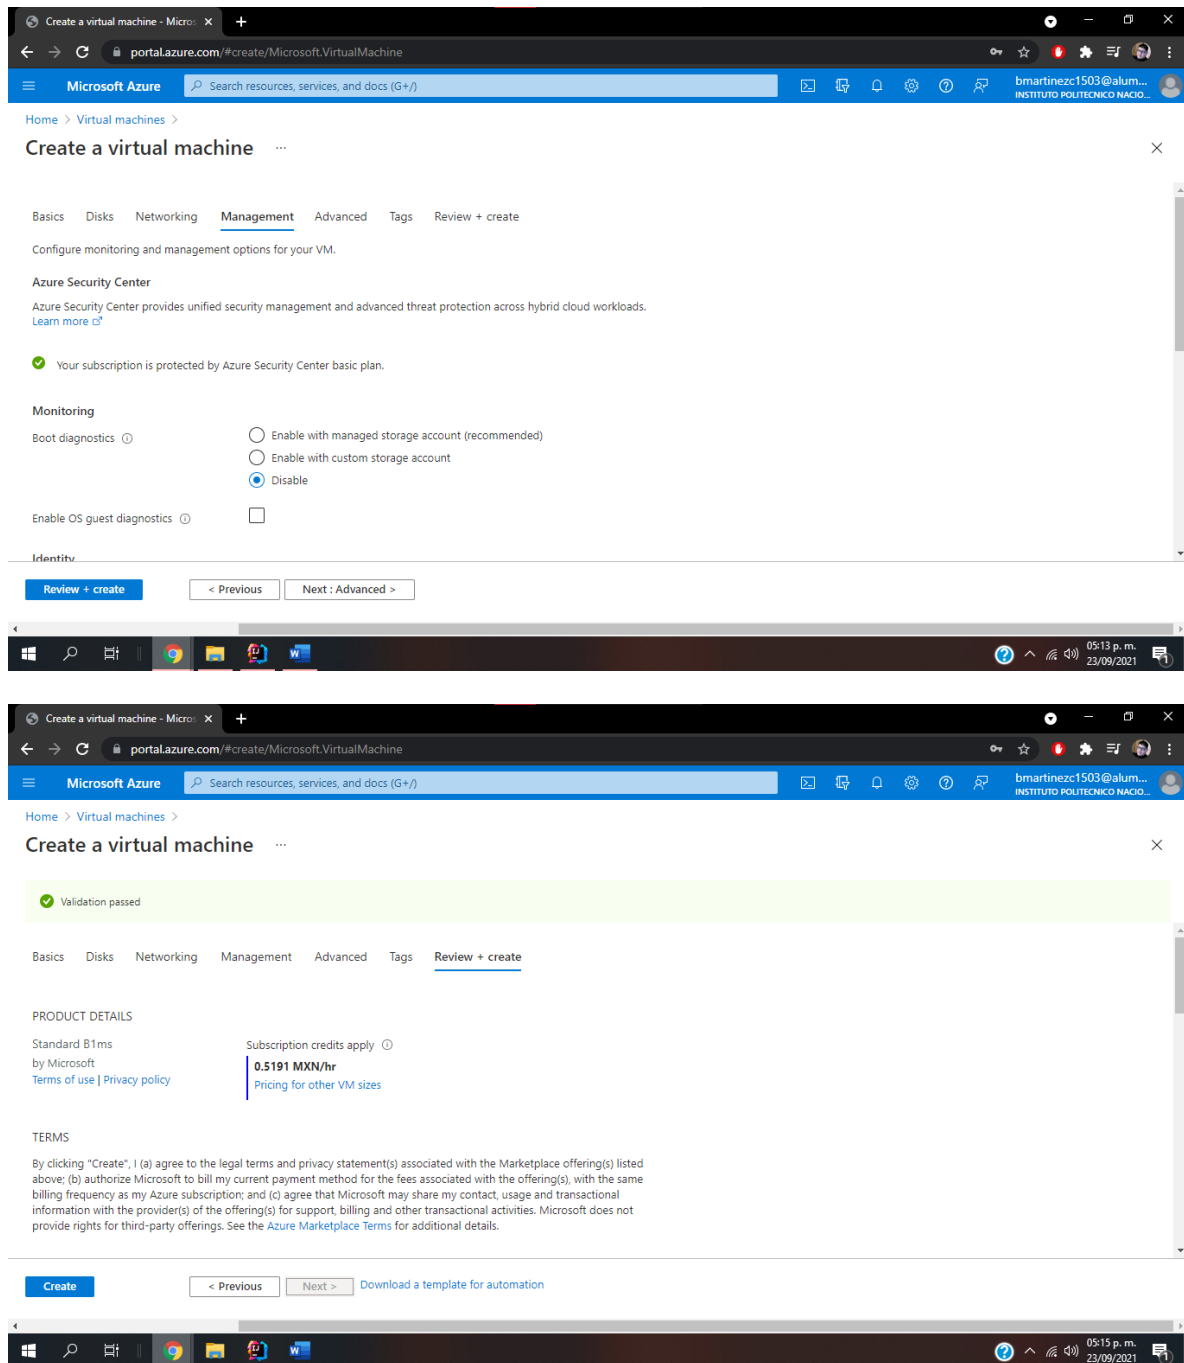 Create a virtual machine - Micros
portal.azure.com/#create/Microsoft.VirtualMachine
Microsoft Azure
Search resources, services, and docs (G+/)
bmartinezc1503@alum...
INSTITUTO POLITECNICO NACIO...
Home > Virtual machines >
Create a virtual machine ...
Basics Disks Networking Management Advanced Tags Review + create
Configure monitoring and management options for your VM.
Azure Security Center
Azure Security Center provides unified security management and advanced threat protection across hybrid cloud workloads.
Learn more
Your subscription is protected by Azure Security Center basic plan.
Monitoring
Boot diagnostics
Enable with managed storage account (recommended)
Enable with custom storage account
Disable
Enable OS guest diagnostics
Identity
Review + create < Previous Next : Advanced >
05:13 p. m.
23/09/2021
Create a virtual machine - Micros
portal.azure.com/#create/Microsoft.VirtualMachine
Microsoft Azure
Search resources, services, and docs (G+/)
bmartinezc1503@alum...
INSTITUTO POLITECNICO NACIO...
Home > Virtual machines >
Create a virtual machine ...
Validation passed
Basics Disks Networking Management Advanced Tags Review + create
PRODUCT DETAILS
Standard B1ms
by Microsoft
Terms of use | Privacy policy
Subscription credits apply
0.5191 MXN/hr
Pricing for other VM sizes
TERMS
By clicking "Create", I (a) agree to the legal terms and privacy statement(s) associated with the Marketplace offering(s) listed
above; (b) authorize Microsoft to bill my current payment method for the fees associated with the offering(s), with the same
billing frequency as my Azure subscription; and (c) agree that Microsoft may share my contact, usage and transactional
information with the provider(s) of the offering(s) for support, billing and other transactional activities. Microsoft does not
provide rights for third-party offerings. See the Azure Marketplace Terms for additional details.
Create < Previous Next > Download a template for automation
05:15 p. m.
23/09/2021